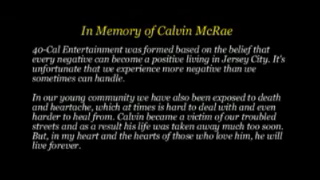 In Memory of Calvin McRae
40-Cal Entertainment was formed based on the belief that
every negative can become a positive living in Jersey City. It's
unfortunate that we experience more negative than we
sometimes can handle.
In our young community we have also been exposed to death
and heartache, which at times is hard to deal with and even
harder to heal from. Calvin became a victim of our troubled
streets and as a result his life was taken away much too soon.
But, in my heart and the hearts of those who love him, he will
live forever.